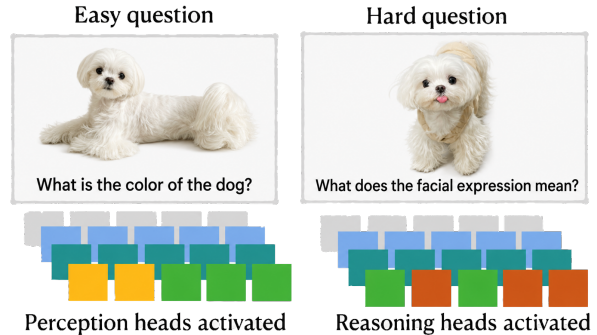 Easy question
What is the color of the dog?
Perception heads activated
Hard question
What does the facial expression mean?
Reasoning heads activated